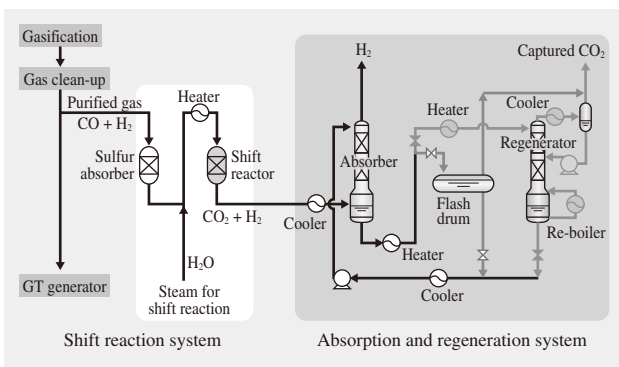 Gasification
Gas clean-up
Purified gas
CO + H₂
Heater
Sulfur
absorber
Shift
reactor
CO₂ + H₂
H₂O
Steam for
shift reaction
GT generator
Shift reaction system
H₂
Captured CO₂
Heater
Cooler
Absorber
Regenerator
Flash
drum
Cooler
Heater
Re-boiler
Cooler
Absorption and regeneration system